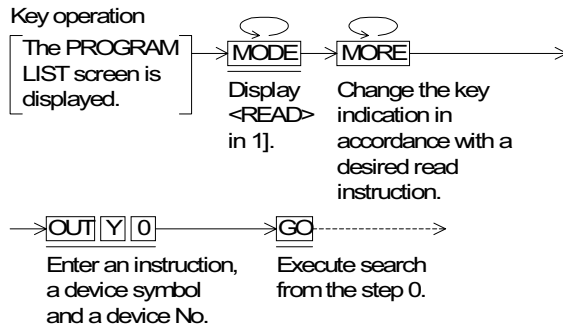 Key operation
The PROGRAM
LIST screen is
displayed.
MODE
MORE
Display
<READ>
in 1].
Change the key
indication in
accordance with a
desired read
instruction.
OUT Y 0
GO
Enter an instruction,
a device symbol
and a device No.
Execute search
from the step 0.